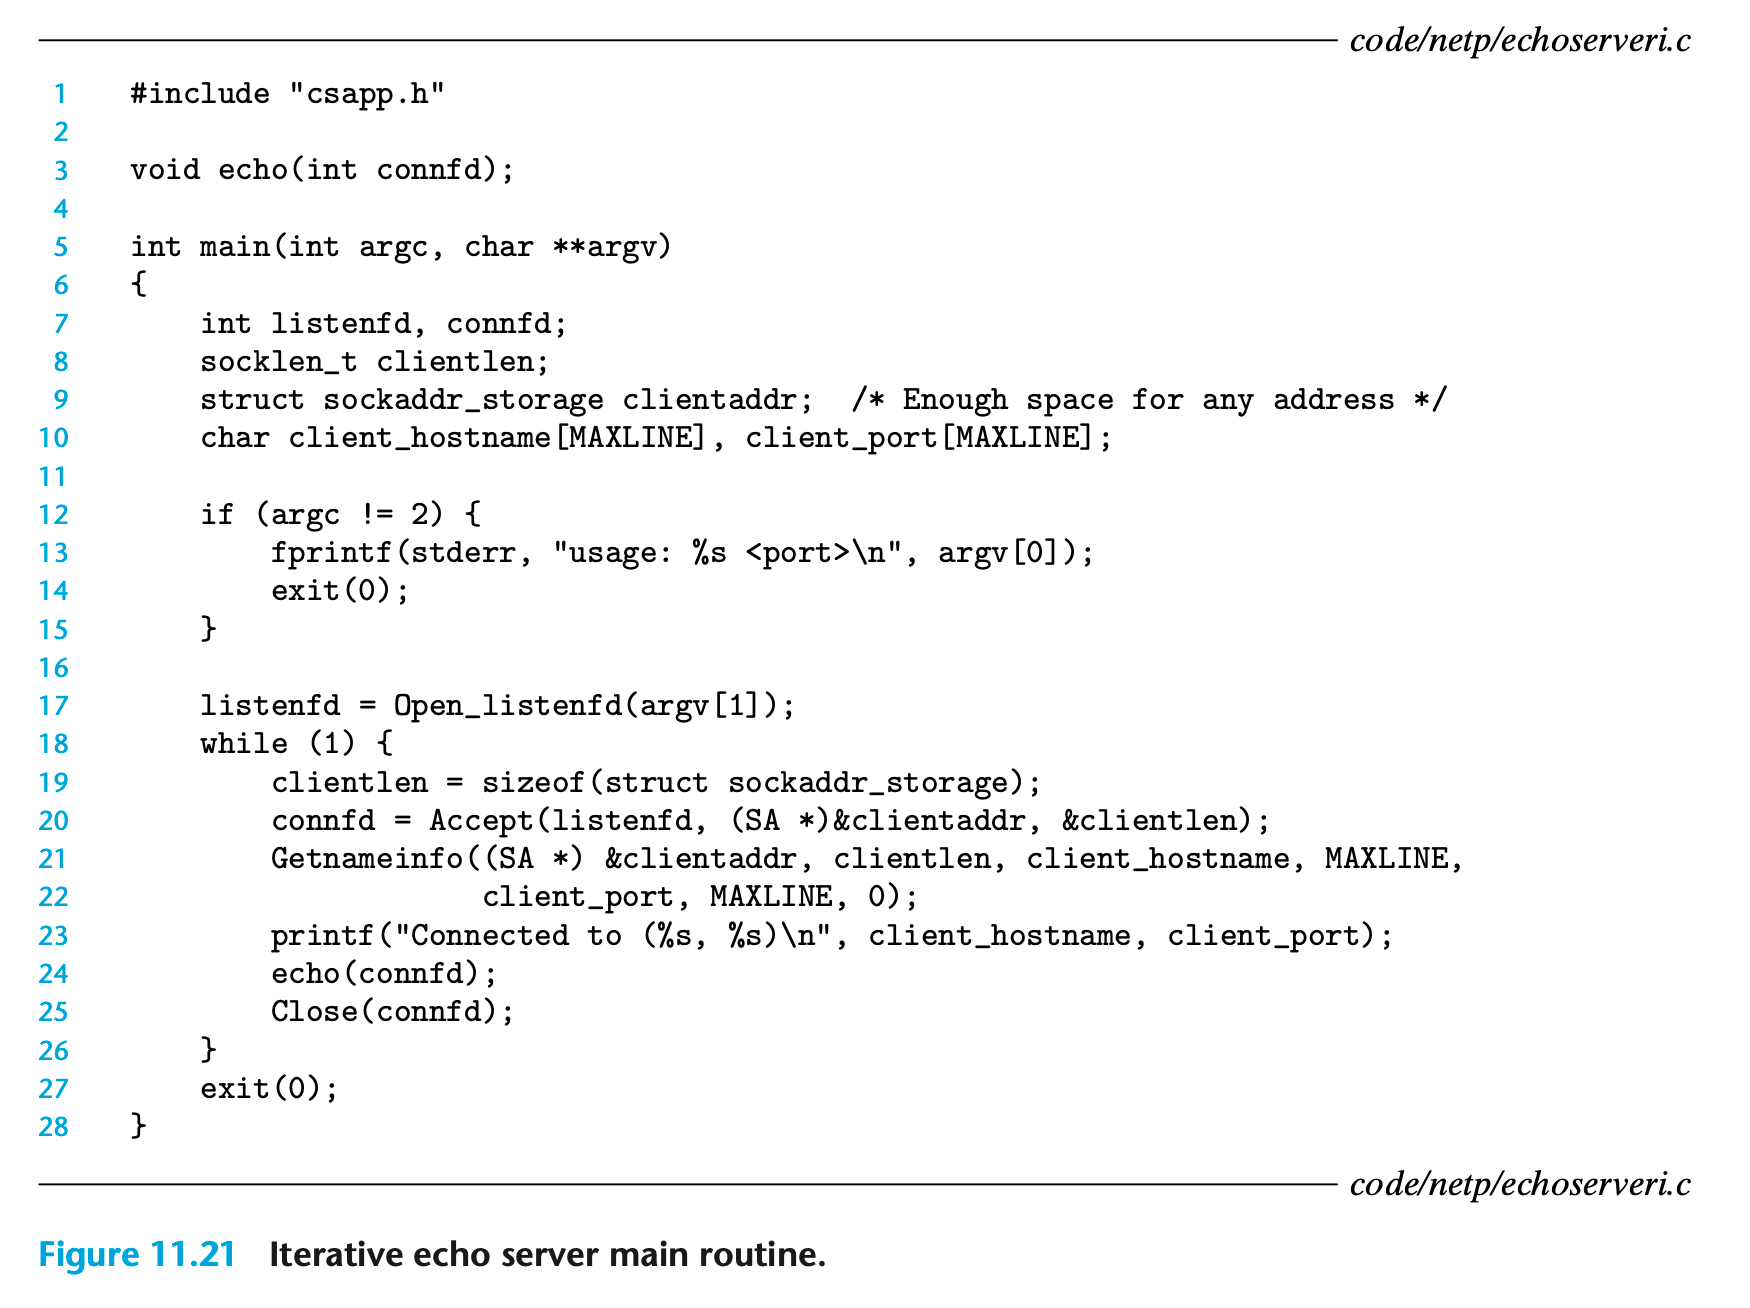 code/netp/echoserveri.c
1 #include "csapp.h"
2
3 void echo(int connfd);
4
5 int main(int argc, char **argv)
6 {
7     int listenfd, connfd;
8     socklen_t clientlen;
9     struct sockaddr_storage clientaddr;  /* Enough space for any address */
10     char client_hostname[MAXLINE], client_port[MAXLINE];
11
12     if (argc != 2) {
13         fprintf(stderr, "usage: %s <port>\n", argv[0]);
14         exit(0);
15     }
16
17     listenfd = Open_listenfd(argv[1]);
18     while (1) {
19         clientlen = sizeof(struct sockaddr_storage);
20         connfd = Accept(listenfd, (SA *)&clientaddr, &clientlen);
21         Getnameinfo((SA *) &clientaddr, clientlen, client_hostname, MAXLINE,
22                     client_port, MAXLINE, 0);
23         printf("Connected to (%s, %s)\n", client_hostname, client_port);
24         echo(connfd);
25         Close(connfd);
26     }
27     exit(0);
28 }
code/netp/echoserveri.c
Figure 11.21 Iterative echo server main routine.